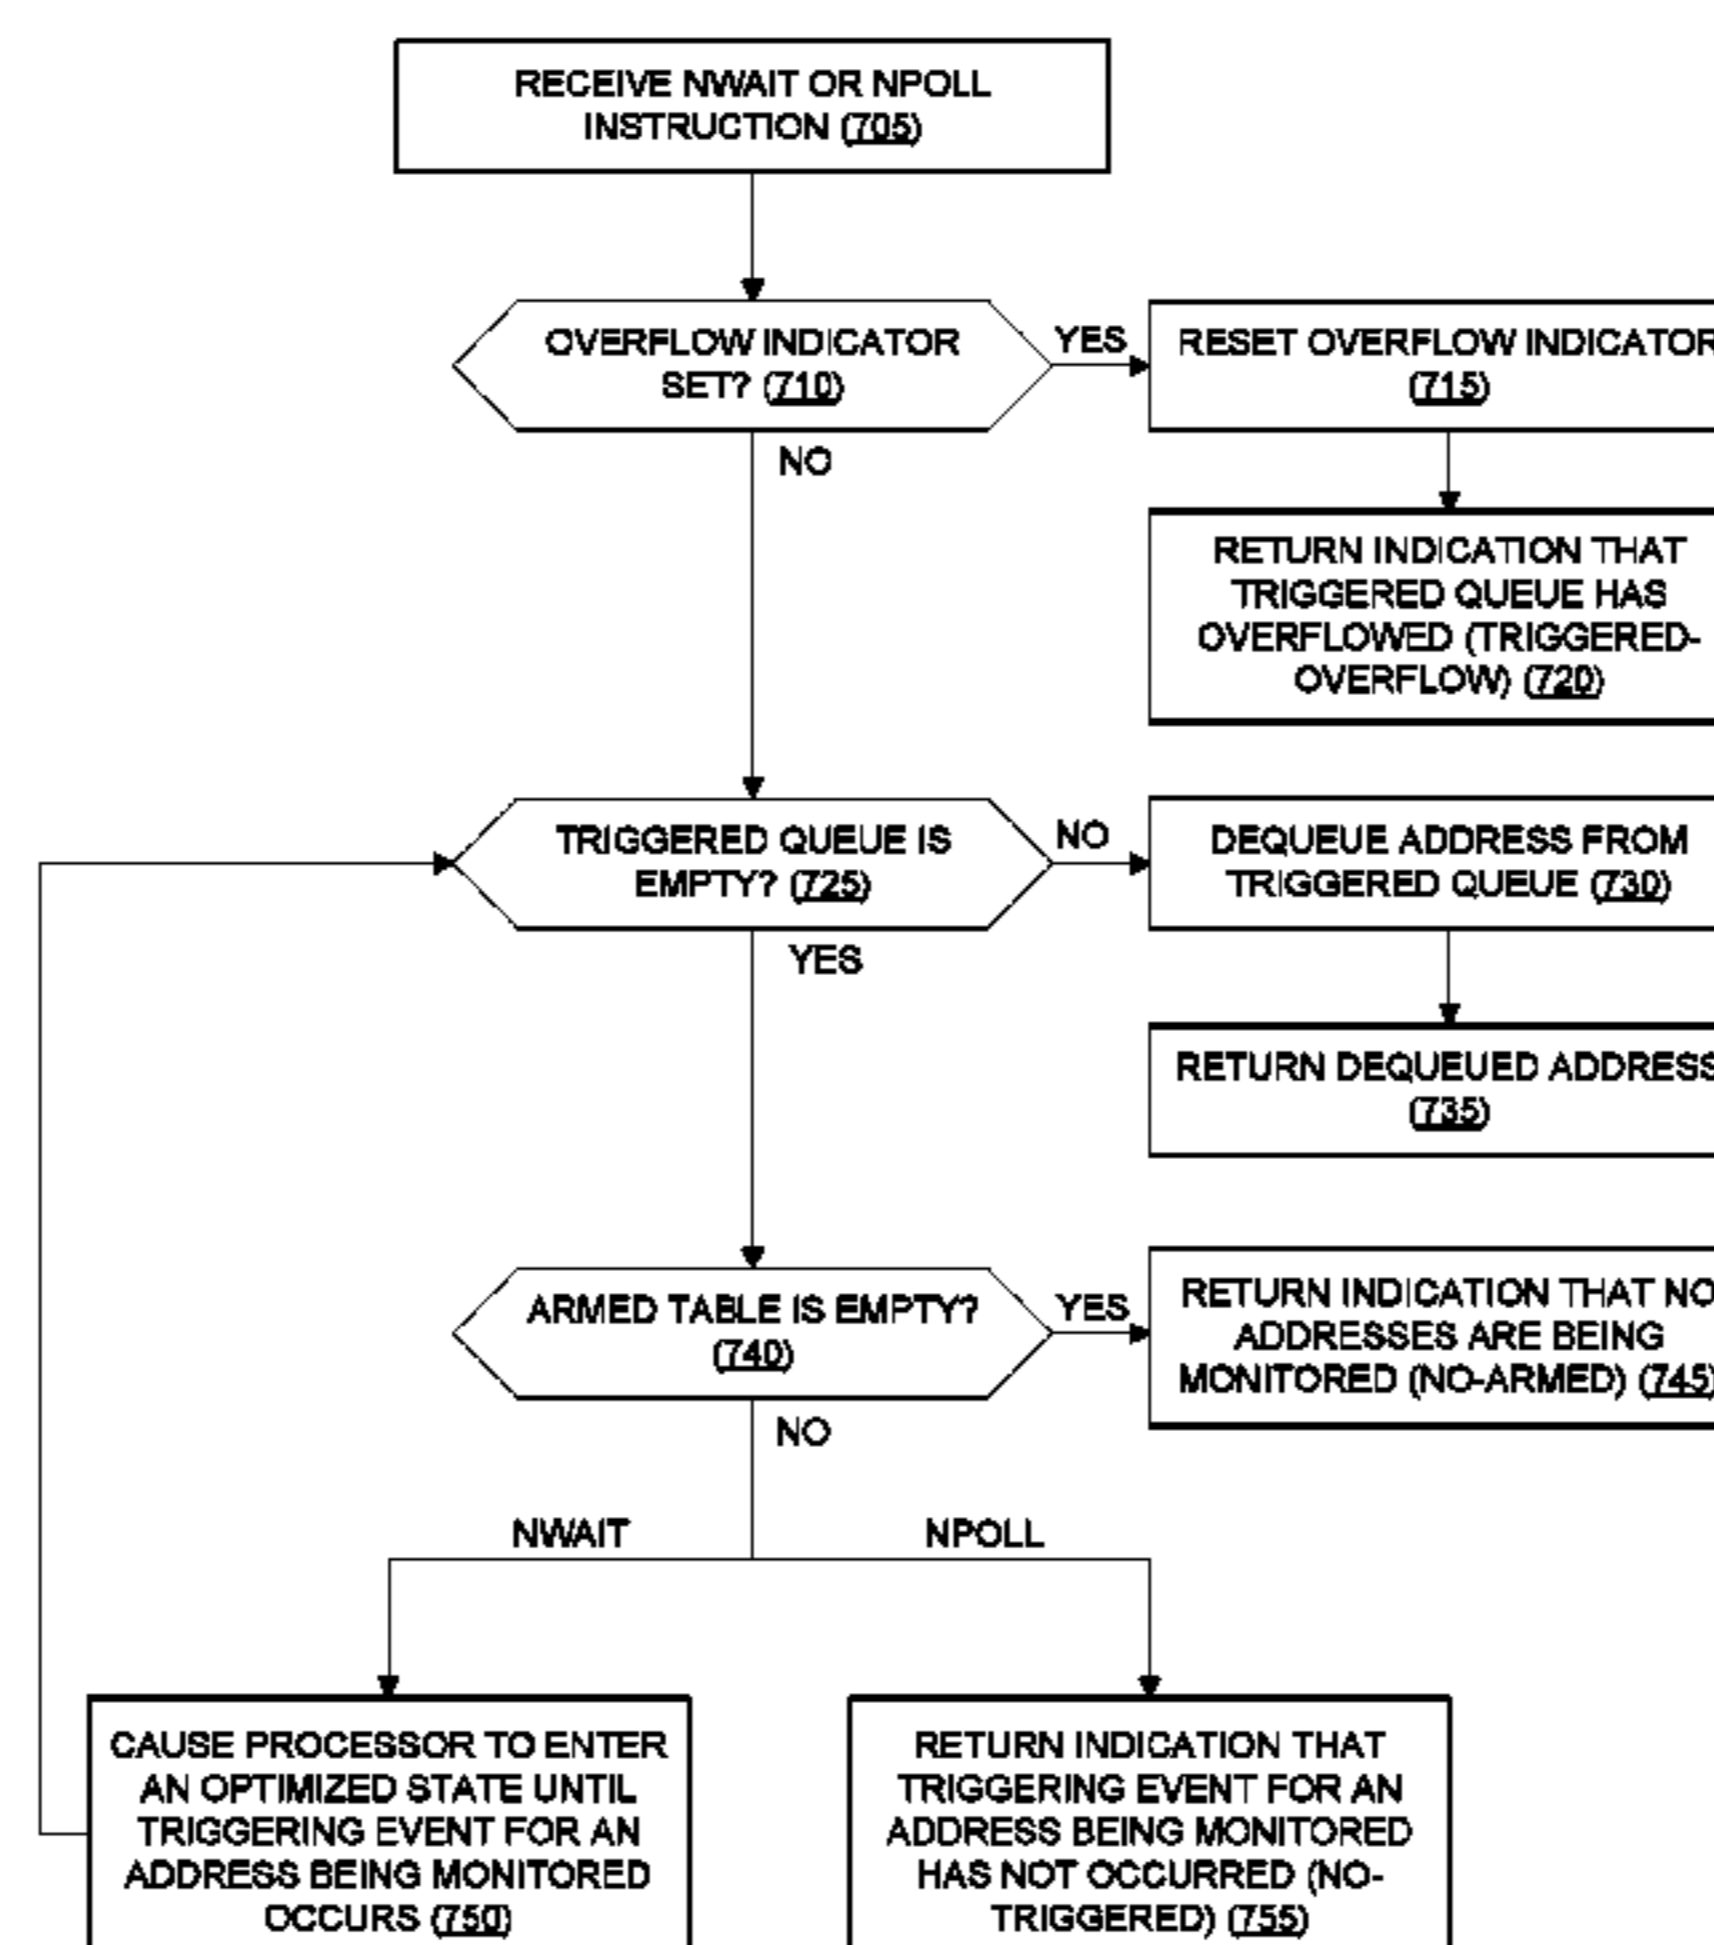 RECEIVE NWAIT OR NPOLL
INSTRUCTION (705)
OVERFLOW INDICATOR
SET? (710)
YES
RESET OVERFLOW INDICATOR
(715)
NO
RETURN INDICATION THAT
TRIGGERED QUEUE HAS
OVERFLOWED (TRIGGERED-
OVERFLOW) (720)
TRIGGERED QUEUE IS
EMPTY? (725)
NO
DEQUEUE ADDRESS FROM
TRIGGERED QUEUE (730)
YES
RETURN DEQUEUED ADDRESS
(735)
ARMED TABLE IS EMPTY?
(740)
YES
RETURN INDICATION THAT NO
ADDRESSES ARE BEING
MONITORED (NO-ARMED) (745)
NO
NWAIT
NPOLL
CAUSE PROCESSOR TO ENTER
AN OPTIMIZED STATE UNTIL
TRIGGERING EVENT FOR AN
ADDRESS BEING MONITORED
OCCURS (750)
RETURN INDICATION THAT
TRIGGERING EVENT FOR AN
ADDRESS BEING MONITORED
HAS NOT OCCURRED (NO-
TRIGGERED) (755)